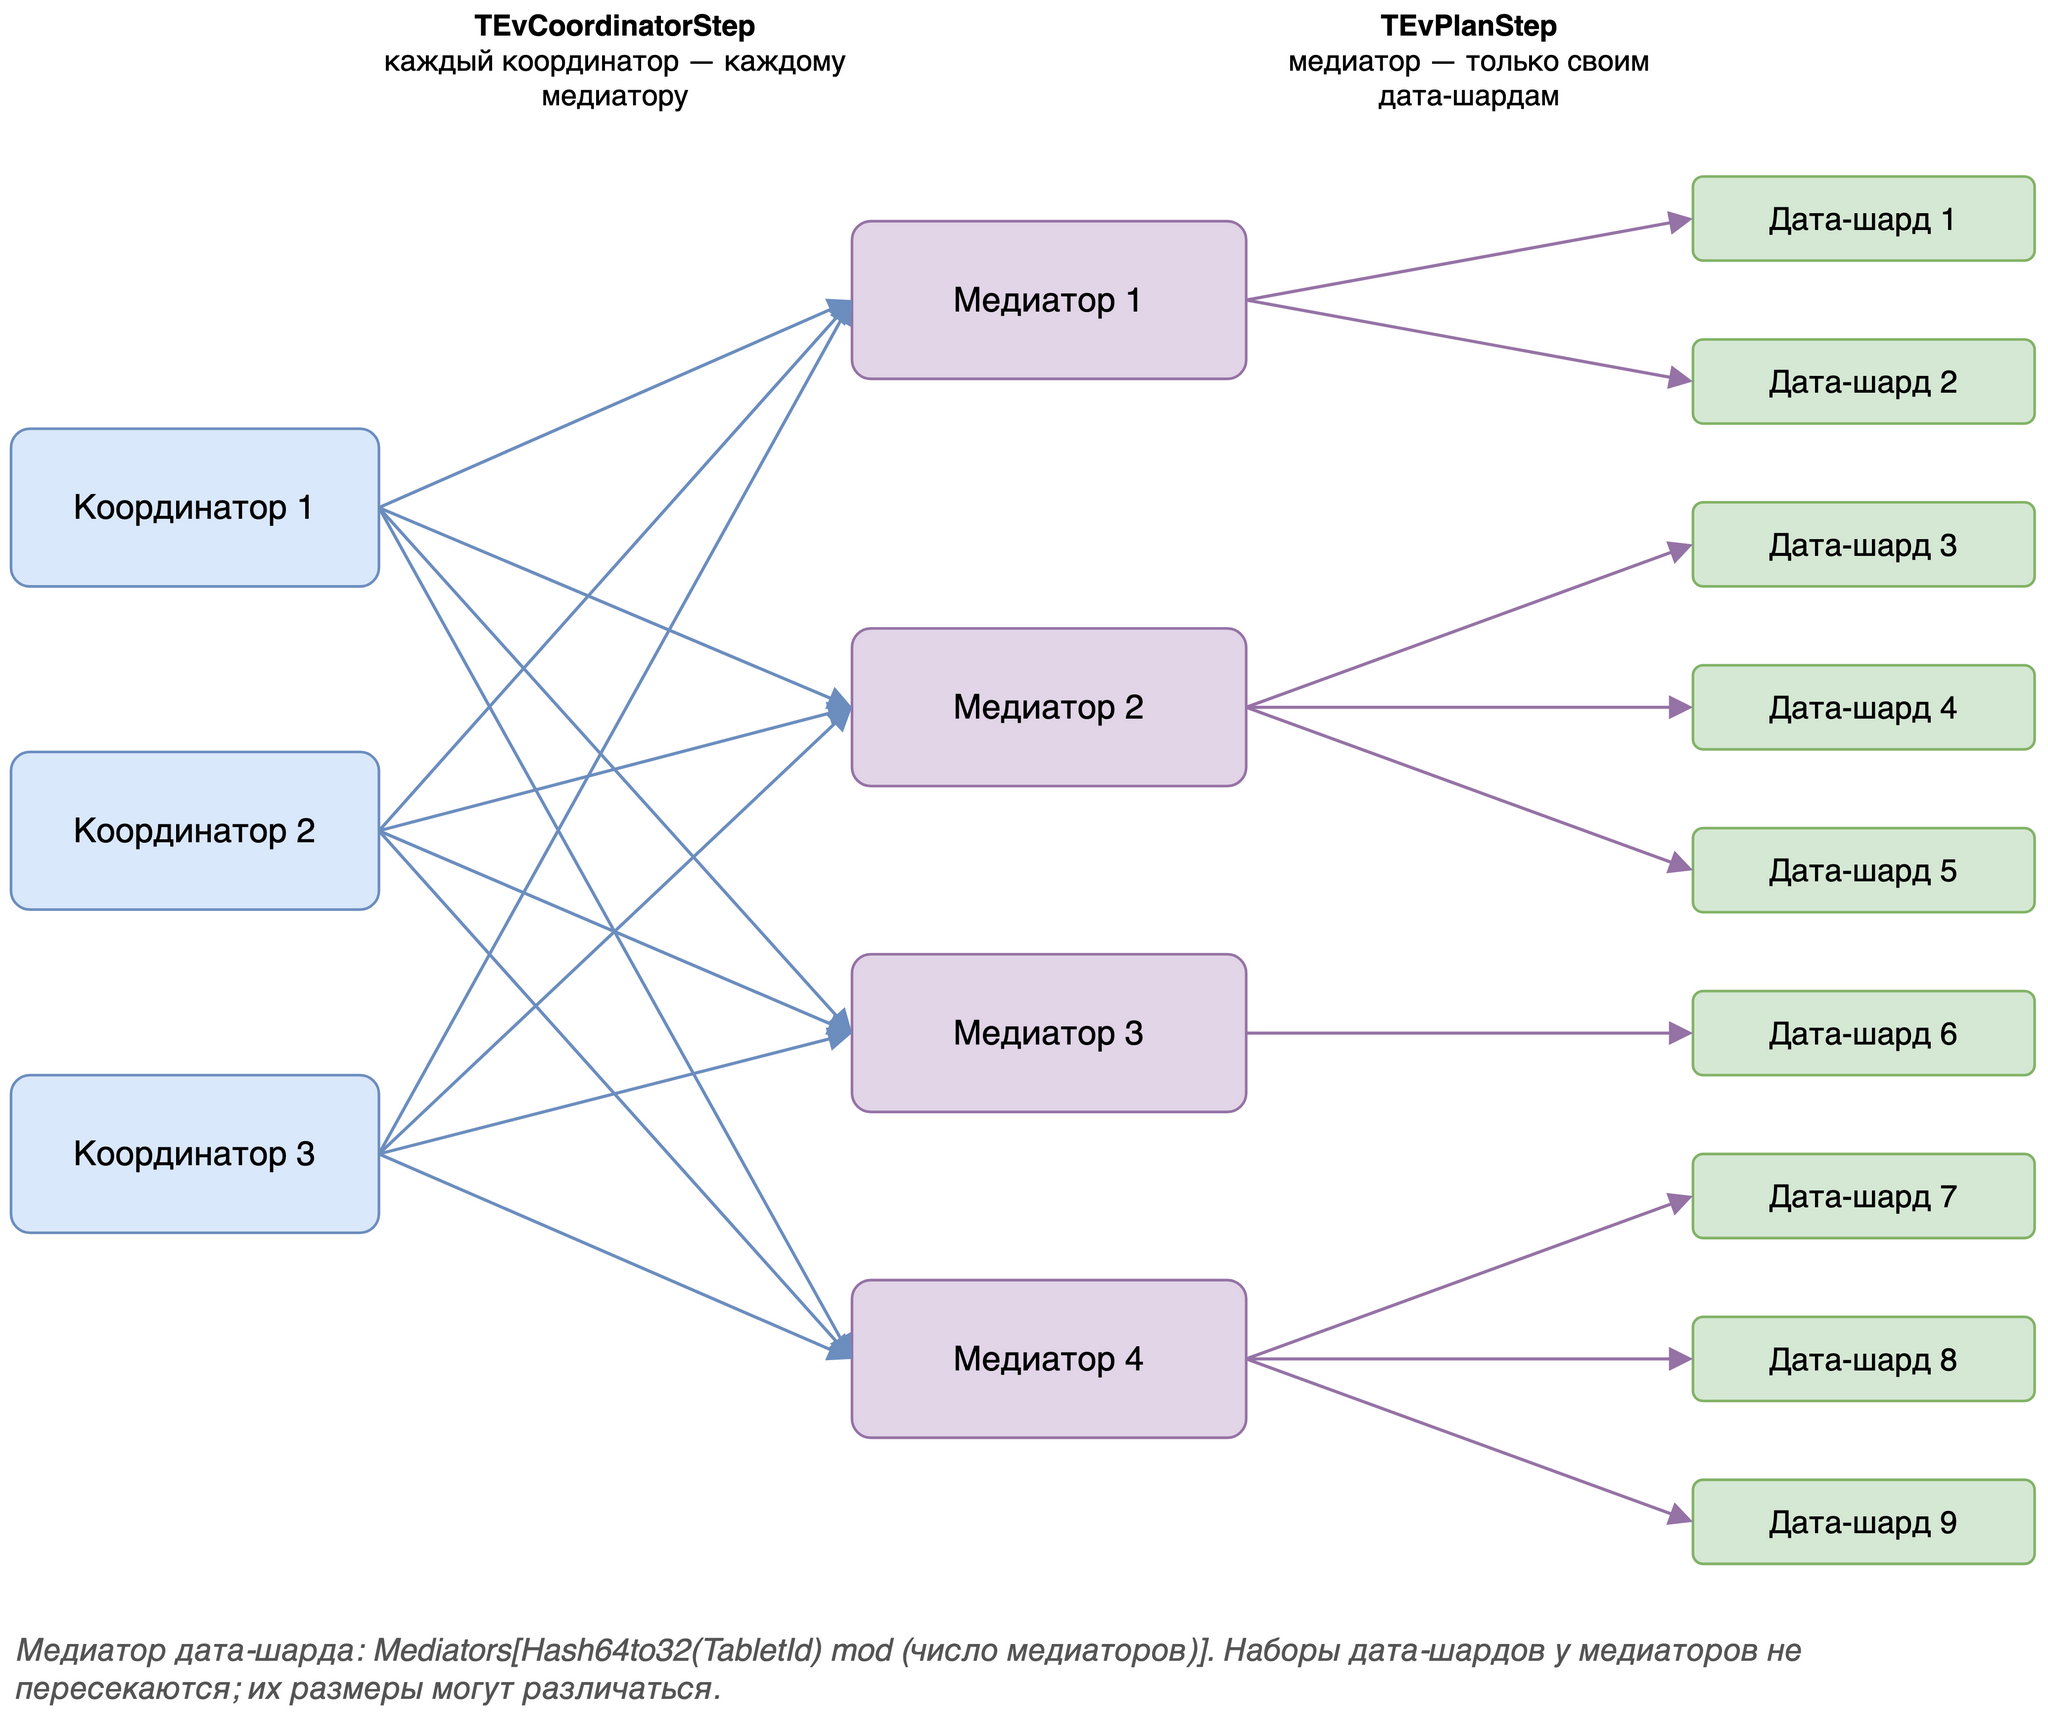 TEvCoordinatorStep
каждый координатор — каждому
медиатору
TEvPlanStep
медиатор — только своим
дата-шардам
Координатор 1
Координатор 2
Координатор 3
Медиатор 1
Медиатор 2
Медиатор 3
Медиатор 4
Дата-шард 1
Дата-шард 2
Дата-шард 3
Дата-шард 4
Дата-шард 5
Дата-шард 6
Дата-шард 7
Дата-шард 8
Дата-шард 9
Медиатор дата-шарда: Mediators[Hash64to32(TabletId) mod (число медиаторов)]. Наборы дата-шардов у медиаторов не
пересекаются; их размеры могут различаться.